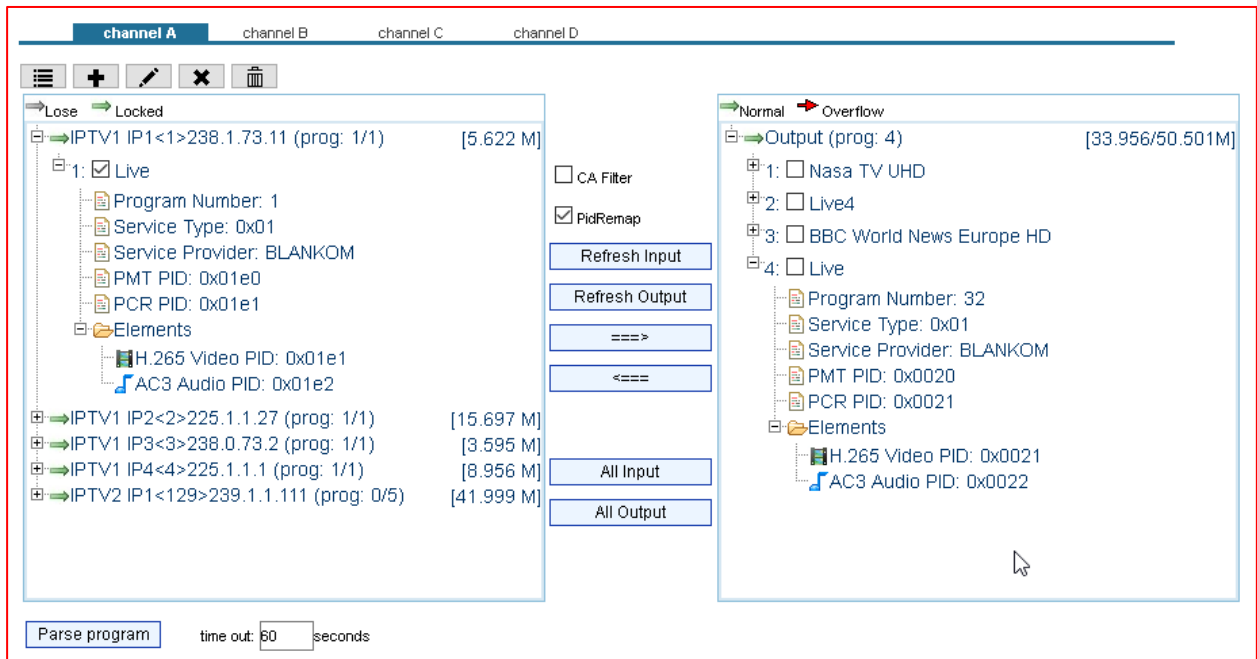 channel A channel B channel C channel D
Lose Locked
IPTV1 IP1<1>238.1.73.11 (prog: 1/1) [5.622 M]
1: Live
Program Number: 1
Service Type: 0x01
Service Provider: BLANKOM
PMT PID: 0x01e0
PCR PID: 0x01e1
Elements
H.265 Video PID: 0x01e1
AC3 Audio PID: 0x01e2
IPTV1 IP2<2>225.1.1.27 (prog: 1/1) [15.697 M]
IPTV1 IP3<3>238.0.73.2 (prog: 1/1) [3.595 M]
IPTV1 IP4<4>225.1.1.1 (prog: 1/1) [8.956 M]
IPTV2 IP1<129>239.1.1.111 (prog: 0/5) [41.999 M]
CA Filter
PidRemap
Refresh Input
Refresh Output
===>
<===
All Input
All Output
Normal Overflow
Output (prog: 4) [33.956/50.501M]
1: Nasa TV UHD
2: Live4
3: BBC World News Europe HD
4: Live
Program Number: 32
Service Type: 0x01
Service Provider: BLANKOM
PMT PID: 0x0020
PCR PID: 0x0021
Elements
H.265 Video PID: 0x0021
AC3 Audio PID: 0x0022
Parse program time out: 60 seconds